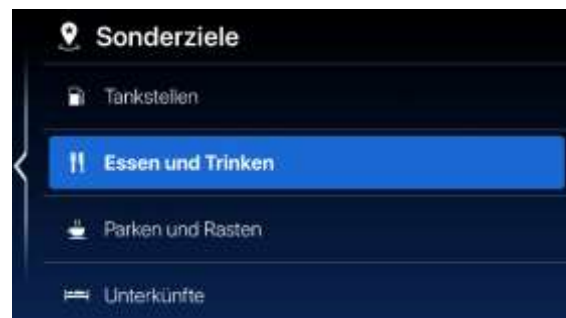 Sonderziele
Tankstellen
Essen und Trinken
Parken und Rasten
Unterkünfte